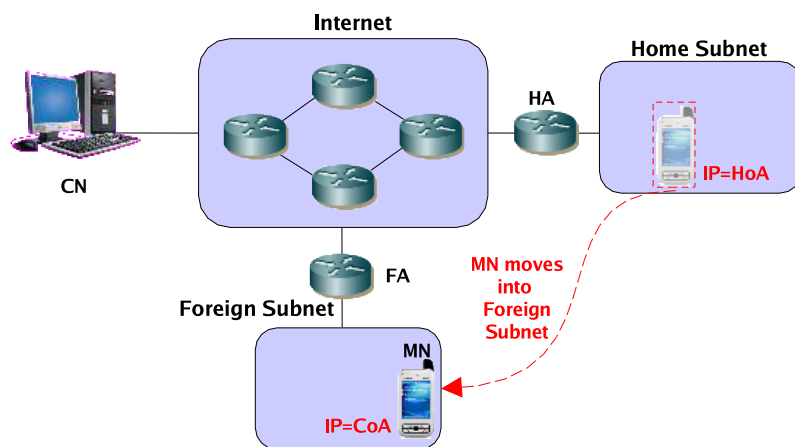 Internet
Home Subnet
HA
CN
IP=HoA
FA
MN moves
into
Foreign
Subnet
Foreign Subnet
MN
IP=CoA